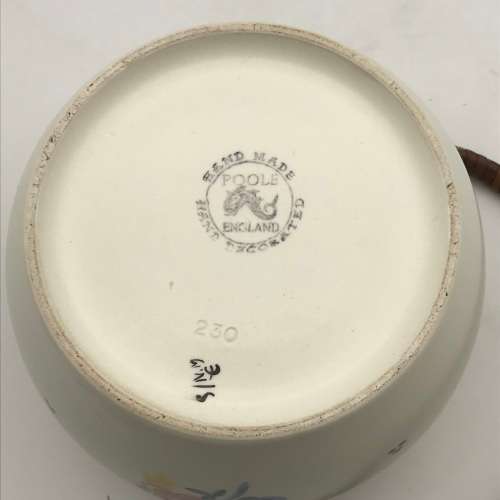 HAND MADE
POOLE
ENGLAND
HAND DECORATED
230